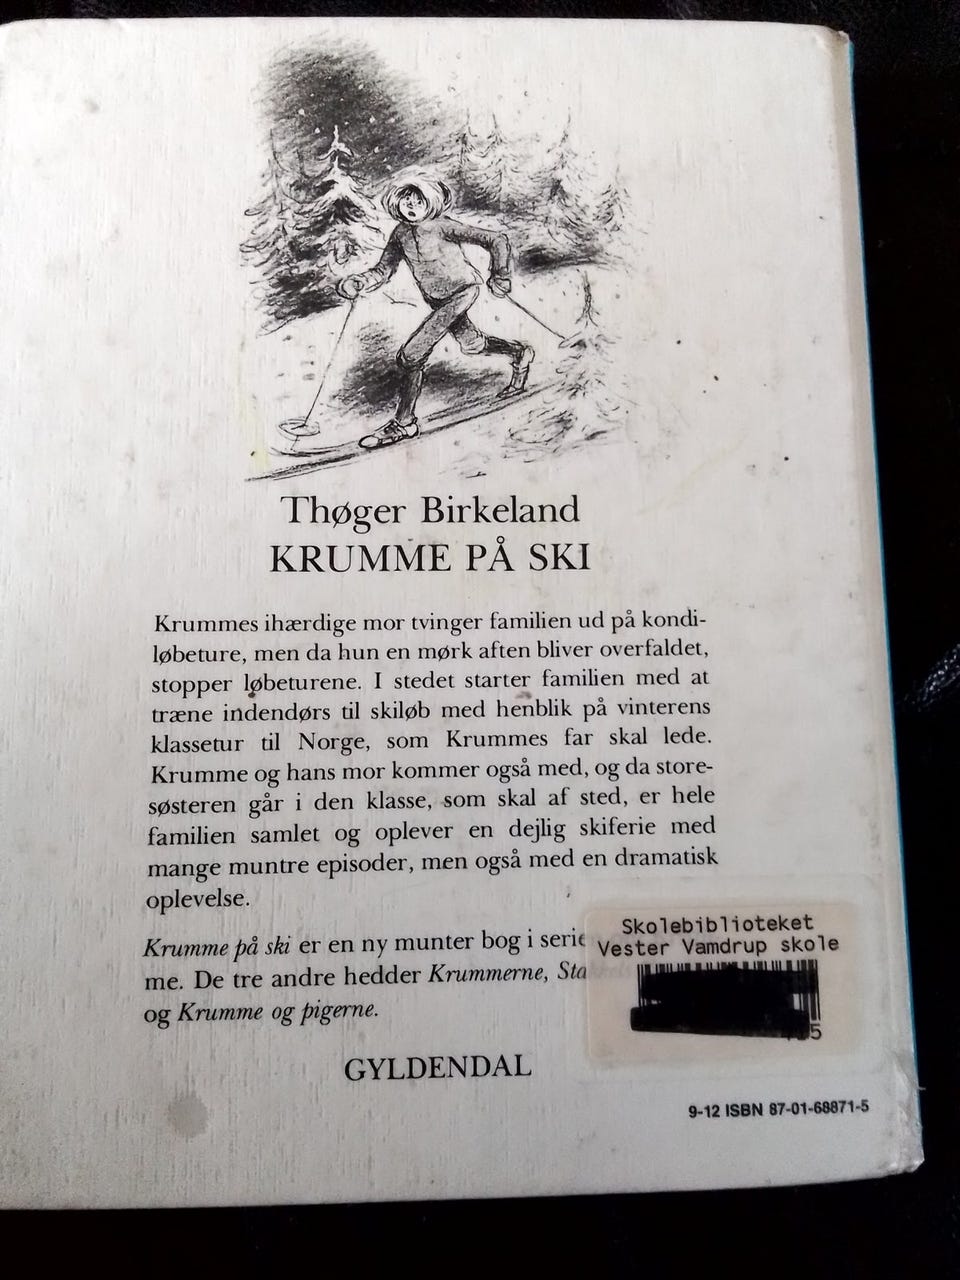 Thøger Birkeland
KRUMME PÅ SKI
Krummes ihærdige mor tvinger familien ud på kondi-
løbeture, men da hun en mørk aften bliver overfaldet,
stopper løbeturene. I stedet starter familien med at
træne indendørs til skiløb med henblik på vinterens
klassetur til Norge, som Krummes far skal lede.
Krumme og hans mor kommer også med, og da store-
søsteren går i den klasse, som skal af sted, er hele
familien samlet og oplever en dejlig skiferie med
mange muntre episoder, men også med en dramatisk
oplevelse.
Krumme på ski er en ny munter bog i serie
me. De tre andre hedder Krummerne, Sta
og Krumme og pigerne.
GYLDENDAL
Skolebiblioteket
Vester Vamdrup skole
5
9-12 ISBN 87-01-68871-5